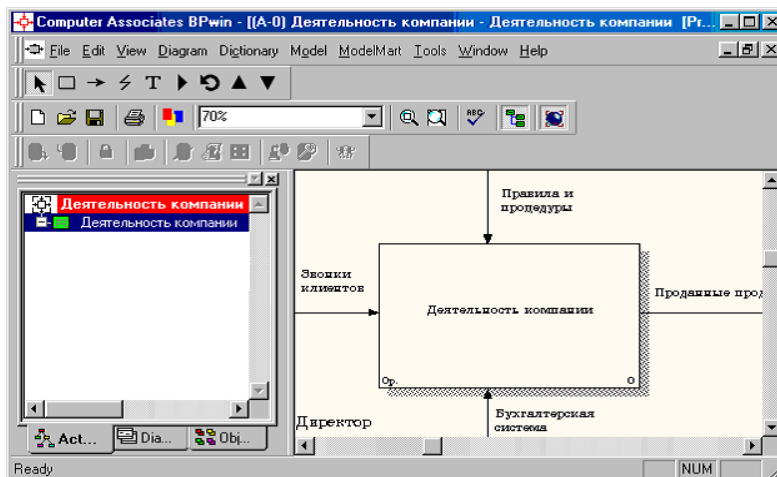 Computer Associates BPwin - [(A-0) Деятельность компании - Деятельность компании [Pr...
File Edit View Diagram Dictionary Model ModelMart Tools Window Help
T
70%
ABC
Деятельность компании
Деятельность компании
Правила и
процедуры
Звонки
клиентов
Деятельность компании
Проданные прод
0р.
0
Директор
Бухгалтерская
система
Act... Dia... Obj...
Ready
NUM